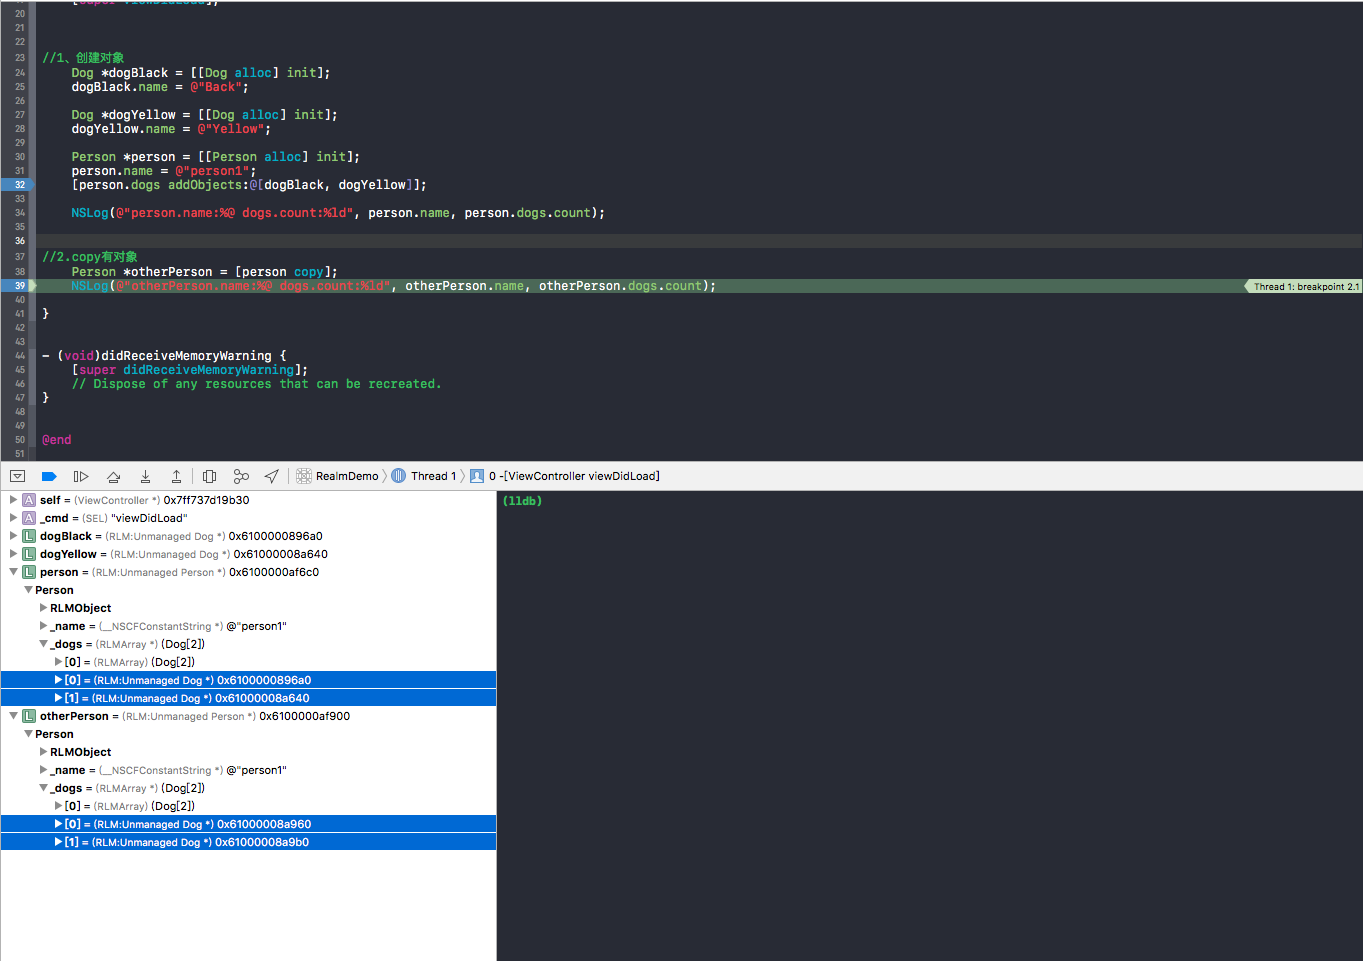 20 [super viewDidLoad];
21
22
23 //1、创建对象
24 Dog *dogBlack = [[Dog alloc] init];
25 dogBlack.name = @"Back";
26
27 Dog *dogYellow = [[Dog alloc] init];
28 dogYellow.name = @"Yellow";
29
30 Person *person = [[Person alloc] init];
31 person.name = @"person1";
32 [person.dogs addObjects:@[dogBlack, dogYellow]];
33
34 NSLog(@"person.name:%@ dogs.count:%ld", person.name, person.dogs.count);
35
36
37 //2.copy有对象
38 Person *otherPerson = [person copy];
39 NSLog(@"otherPerson.name:%@ dogs.count:%ld", otherPerson.name, otherPerson.dogs.count); Thread 1: breakpoint 2.1
40
41 }
42
43
44 - (void)didReceiveMemoryWarning {
45 [super didReceiveMemoryWarning];
46 // Dispose of any resources that can be recreated.
47 }
48
49
50 @end
51
RealmDemo Thread 1 0 -[ViewController viewDidLoad]
A self = (ViewController *) 0x7ff737d19b30
A _cmd = (SEL) "viewDidLoad"
L dogBlack = (RLM:Unmanaged Dog *) 0x6100000896a0
L dogYellow = (RLM:Unmanaged Dog *) 0x61000008a640
L person = (RLM:Unmanaged Person *) 0x6100000af6c0
Person
RLMObject
_name = (__NSCFConstantString *) @"person1"
_dogs = (RLMArray *) (Dog[2])
[0] = (RLMArray) (Dog[2])
[0] = (RLM:Unmanaged Dog *) 0x6100000896a0
[1] = (RLM:Unmanaged Dog *) 0x61000008a640
L otherPerson = (RLM:Unmanaged Person *) 0x6100000af900
Person
RLMObject
_name = (__NSCFConstantString *) @"person1"
_dogs = (RLMArray *) (Dog[2])
[0] = (RLMArray) (Dog[2])
[0] = (RLM:Unmanaged Dog *) 0x61000008a960
[1] = (RLM:Unmanaged Dog *) 0x61000008a9b0
(lldb)